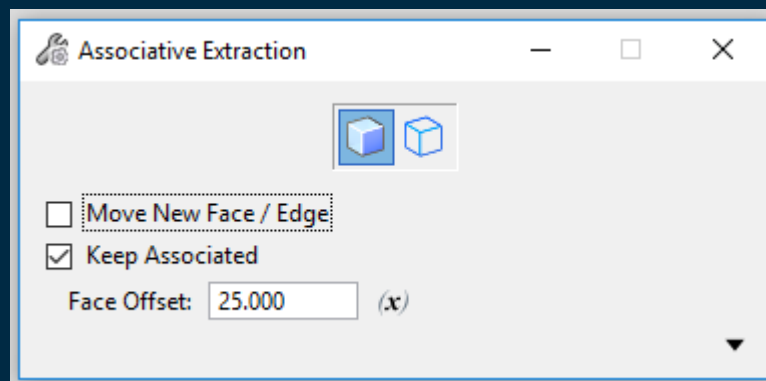 Associative Extraction
Move New Face / Edge
Keep Associated
Face Offset: 25.000 (x)